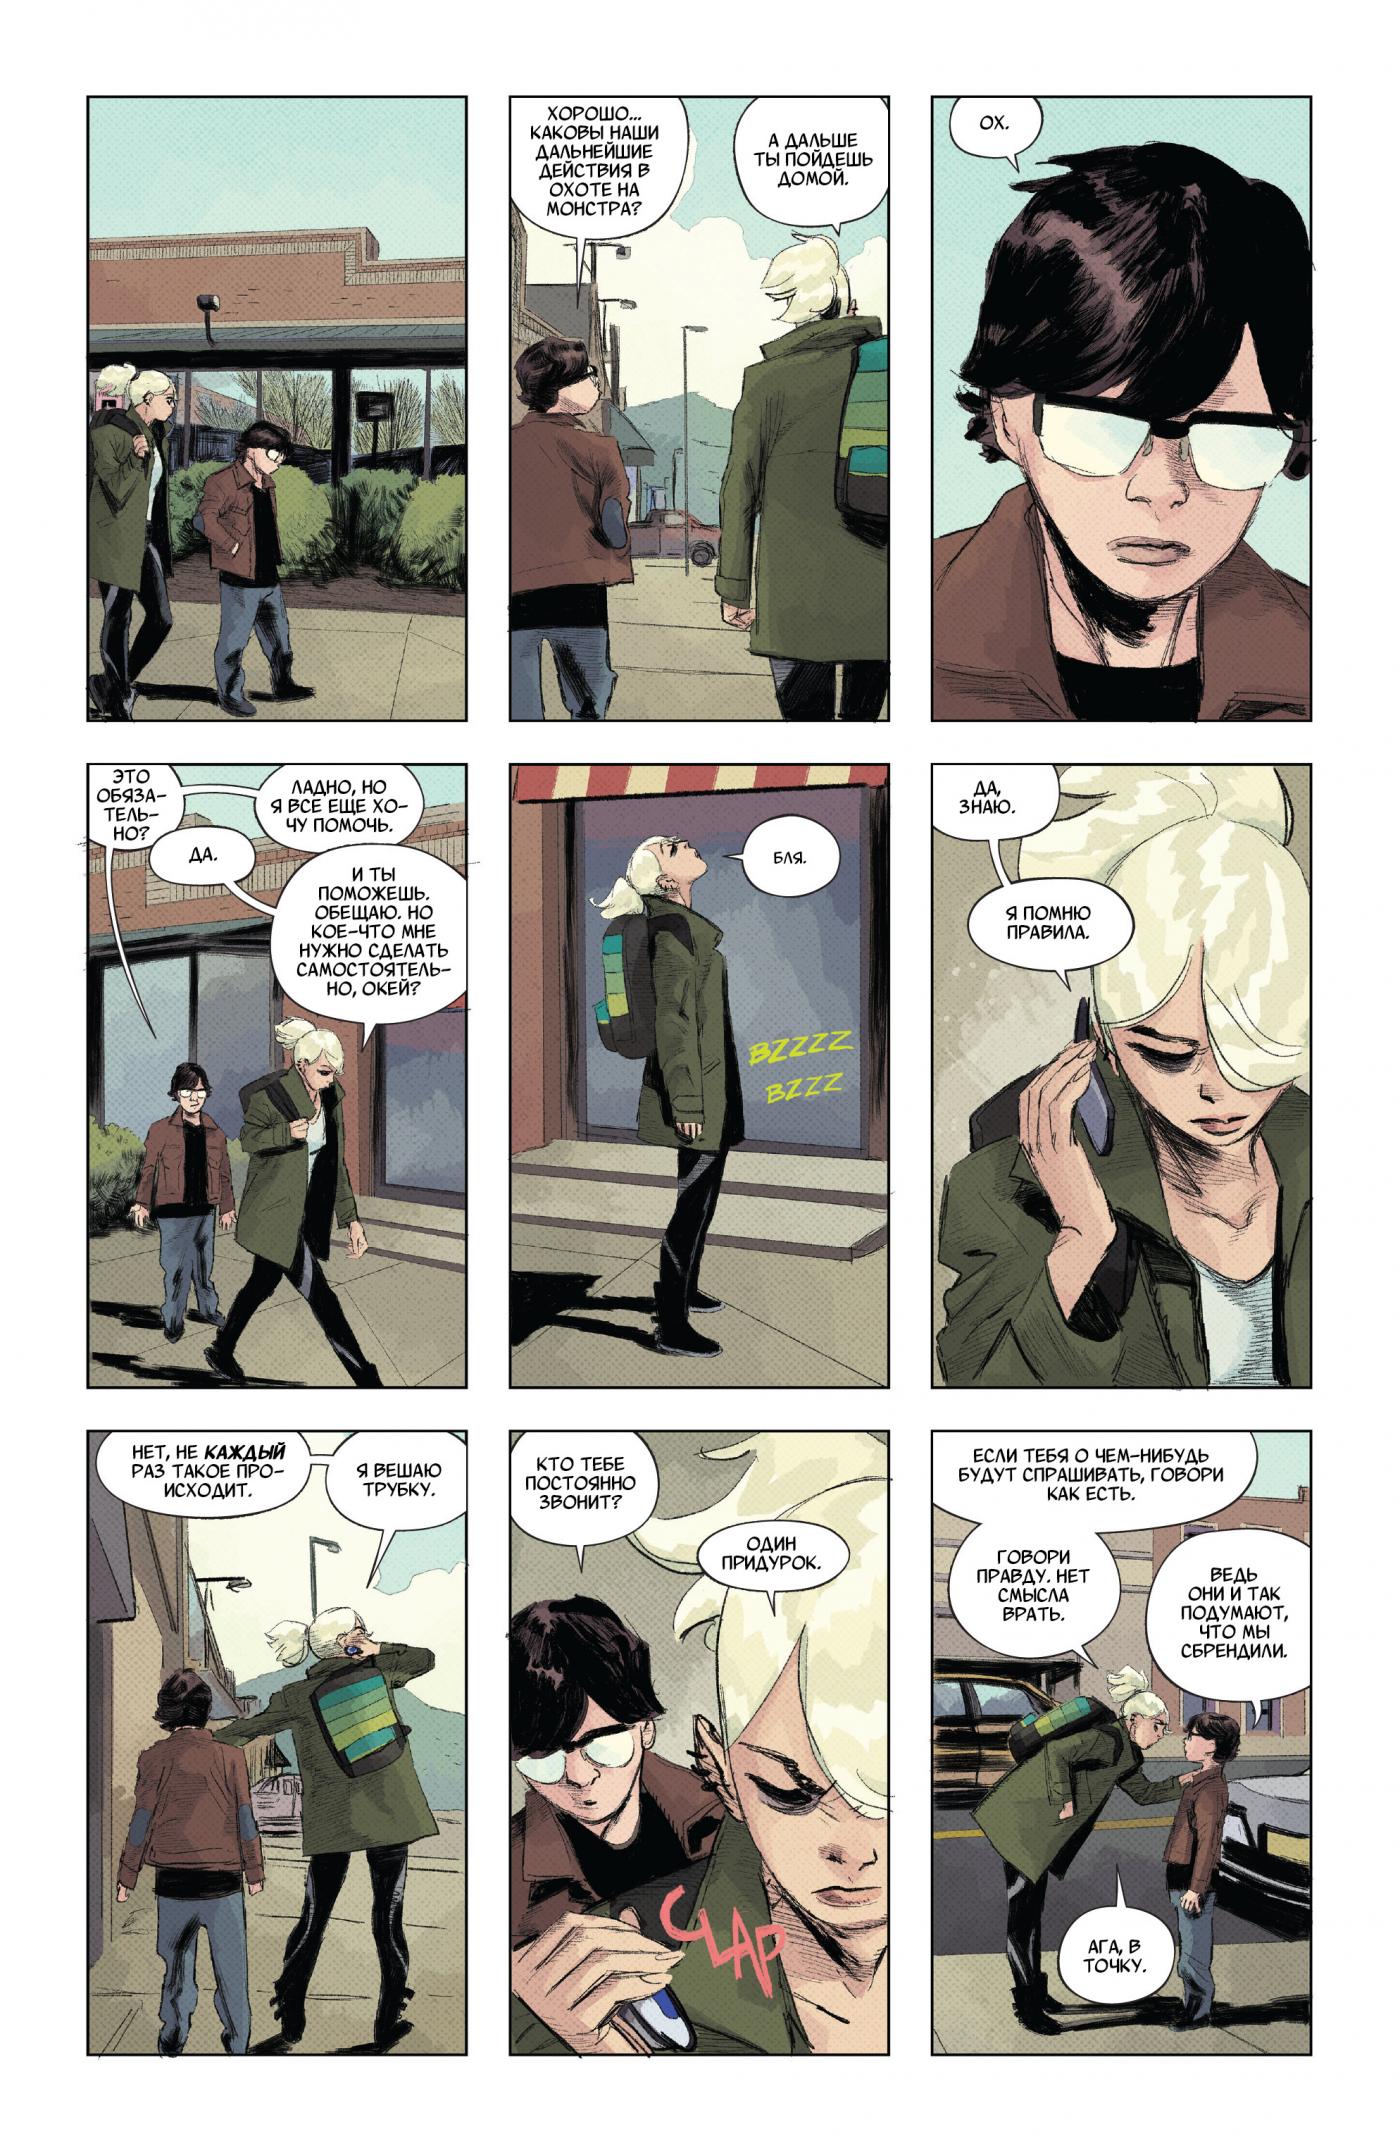 ХОРОШО...
КАКОВЫ НАШИ
ДАЛЬНЕЙШИЕ
ДЕЙСТВИЯ В
ОХОТЕ НА
МОНСТРА?
А ДАЛЬШЕ
ТЫ ПОЙДЕШЬ
ДОМОЙ.
ОХ.
ЭТО
ОБЯЗА-
ТЕЛЬ-
НО?
ДА.
ЛАДНО, НО
Я ВСЕ ЕЩЕ ХО-
ЧУ ПОМОЧЬ.
И ТЫ
ПОМОЖЕШЬ.
ОБЕЩАЮ. НО
КОЕ-ЧТО МНЕ
НУЖНО СДЕЛАТЬ
САМОСТОЯТЕЛЬ-
НО, ОКЕЙ?
БЛЯ.
BZZZZ
BZZZ
ДА,
ЗНАЮ.
Я ПОМНЮ
ПРАВИЛА.
НЕТ, НЕ КАЖДЫЙ
РАЗ ТАКОЕ ПРО-
ИСХОДИТ.
Я ВЕШАЮ
ТРУБКУ.
КТО ТЕБЕ
ПОСТОЯННО
ЗВОНИТ?
ОДИН
ПРИДУРОК.
CLAP
ЕСЛИ ТЕБЯ О ЧЕМ-НИБУДЬ
БУДУТ СПРАШИВАТЬ, ГОВОРИ
КАК ЕСТЬ.
ГОВОРИ
ПРАВДУ. НЕТ
СМЫСЛА
ВРАТЬ.
ВЕДЬ
ОНИ И ТАК
ПОДУМАЮТ,
ЧТО МЫ
СБРЕНДИЛИ.
АГА, В
ТОЧКУ.